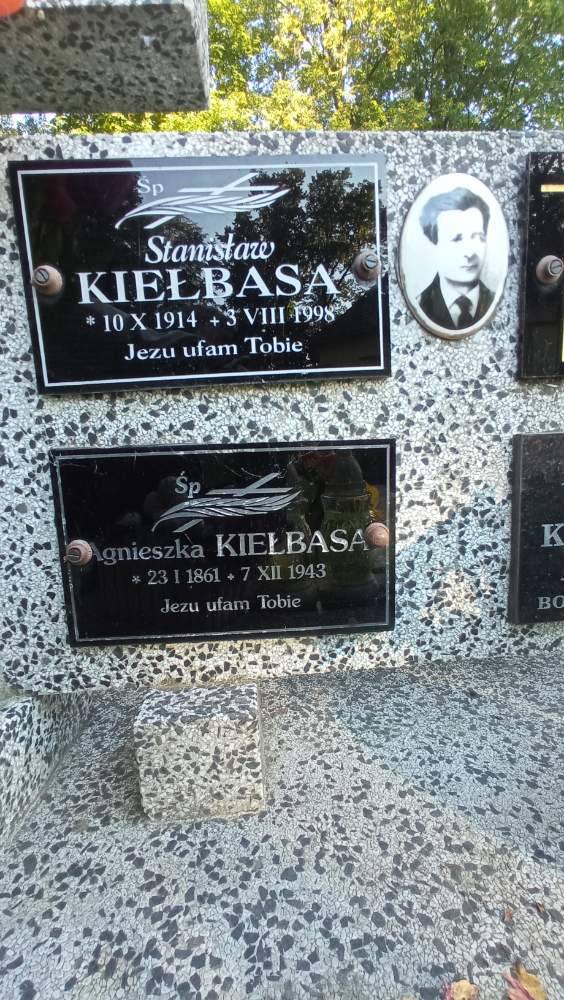 Śp
Stanisław
KIEŁBASA
* 10 X 1914 + 3 VIII 1998
Jezu ufam Tobie
Śp
Agnieszka KIEŁBASA
* 23 I 1861 + 7 XII 1943
Jezu ufam Tobie
K
BO